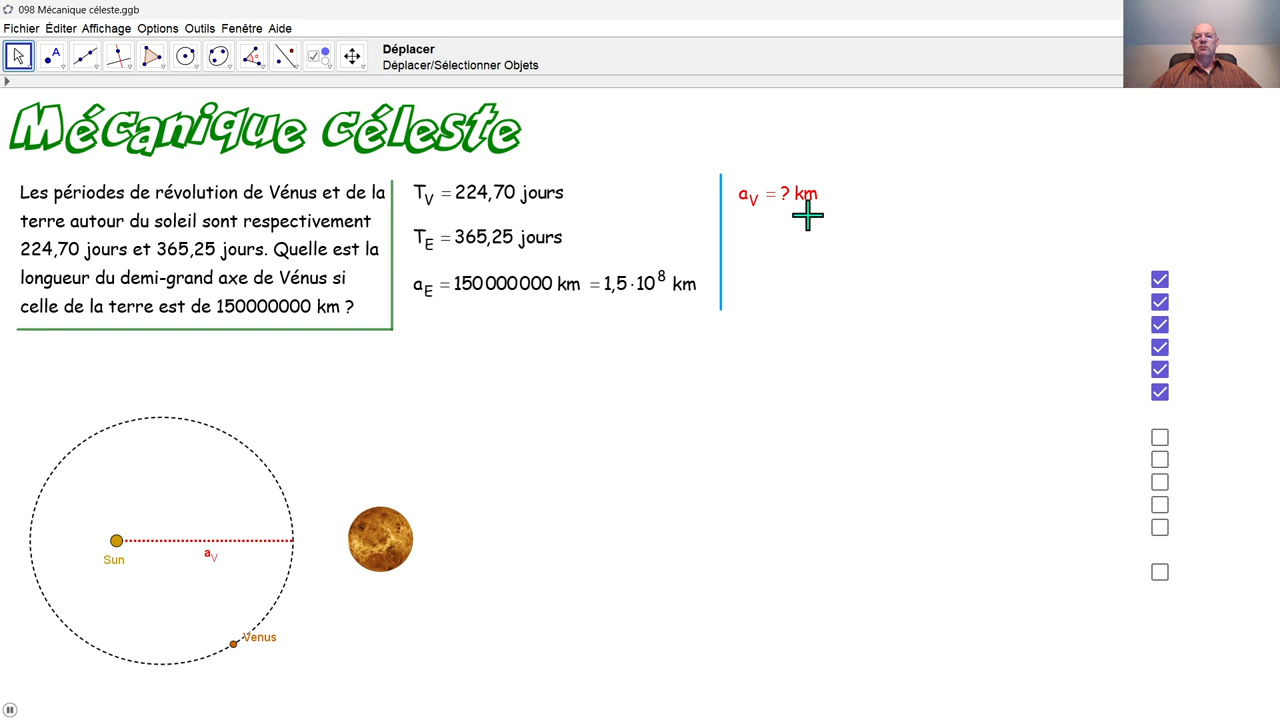 098 Mécanique céleste.ggb
Fichier Éditer Affichage Options Outils Fenêtre Aide
Déplacer
Déplacer/Sélectionner Objets
A
Mécanique céleste
Les périodes de révolution de Vénus et de la
terre autour du soleil sont respectivement
224,70 jours et 365,25 jours. Quelle est la
longueur du demi-grand axe de Vénus si
celle de la terre est de 150000000 km ?
T_V = 224,70 jours
T_E = 365,25 jours
a_E = 150000000 km = 1,5·10^8 km
a_V = ? km
Sun
a_V
Venus